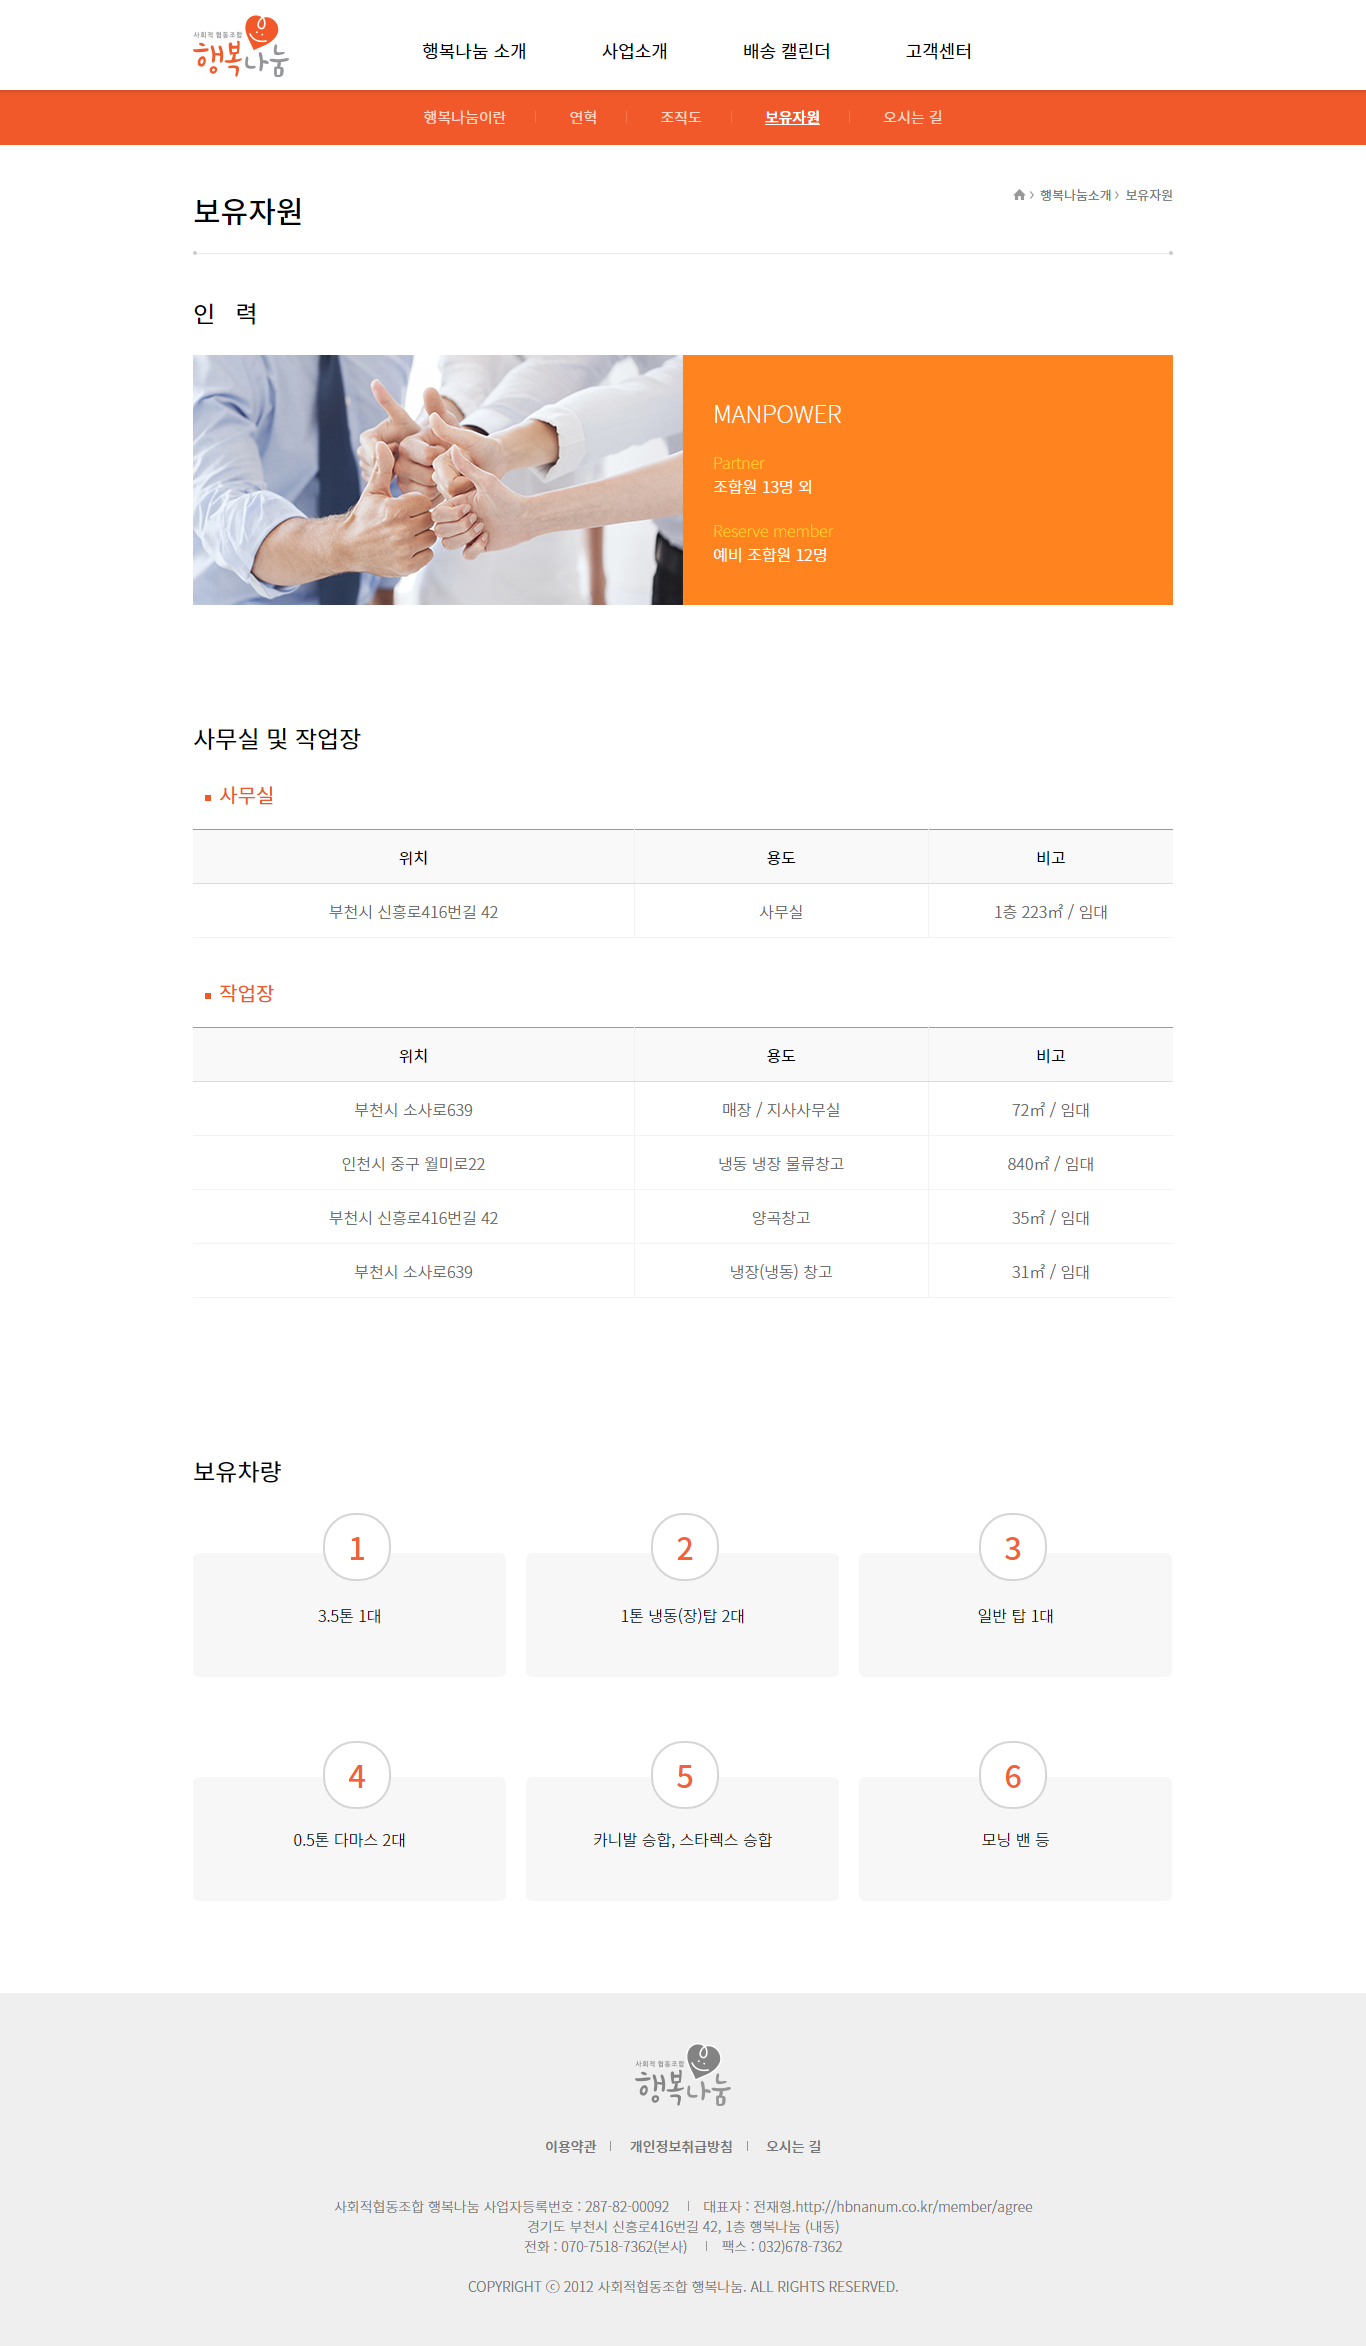 사회적 협동조합
행복나눔
행복나눔 소개 사업소개 배송 캘린더 고객센터
행복나눔이란 연혁 조직도 보유자원 오시는 길
보유자원
행복나눔소개 보유자원
인 력
MANPOWER
Partner
조합원 13명 외
Reserve member
예비 조합원 12명
사무실 및 작업장
사무실
위치 용도 비고
부천시 신흥로416번길 42 사무실 1층 223㎡ / 임대
작업장
위치 용도 비고
부천시 소사로639 매장 / 지사사무실 72㎡ / 임대
인천시 중구 월미로22 냉동 냉장 물류창고 840㎡ / 임대
부천시 신흥로416번길 42 양곡창고 35㎡ / 임대
부천시 소사로639 냉장(냉동) 창고 31㎡ / 임대
보유차량
1 2 3
3.5톤 1대 1톤 냉동(장)탑 2대 일반 탑 1대
4 5 6
0.5톤 다마스 2대 카니발 승합, 스타렉스 승합 모닝 밴 등
사회적 협동조합
행복나눔
이용약관 개인정보취급방침 오시는 길
사회적협동조합 행복나눔 사업자등록번호 : 287-82-00092 대표자 : 전재형.http://hbnanum.co.kr/member/agree
경기도 부천시 신흥로416번길 42, 1층 행복나눔 (내동)
전화 : 070-7518-7362(본사) 팩스 : 032)678-7362
COPYRIGHT ⓒ 2012 사회적협동조합 행복나눔. ALL RIGHTS RESERVED.